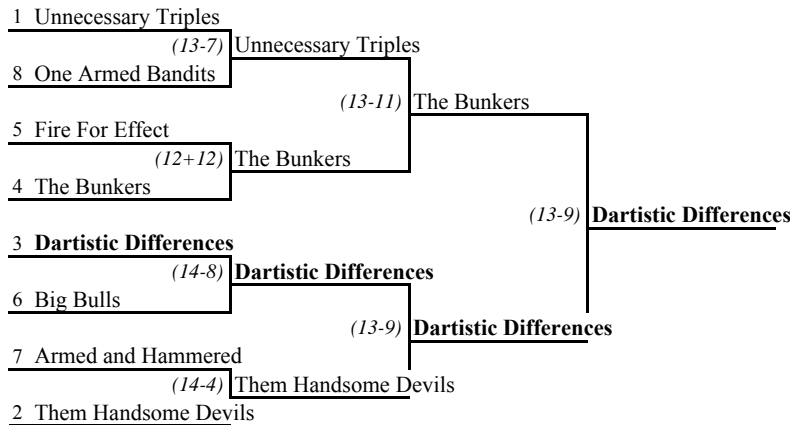 1 Unnecessary Triples
(13-7) Unnecessary Triples
8 One Armed Bandits
(13-11) The Bunkers
5 Fire For Effect
(12+12) The Bunkers
4 The Bunkers
(13-9) Dartistic Differences
3 Dartistic Differences
(14-8) Dartistic Differences
6 Big Bulls
(13-9) Dartistic Differences
7 Armed and Hammered
(14-4) Them Handsome Devils
2 Them Handsome Devils